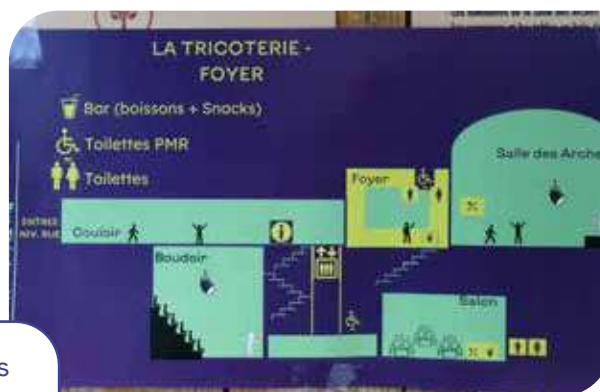 LA TRICOTERIE -
FOYER
Bar (boissons + Snacks)
Toilettes PMR
Toilettes
Foyer
Salle des Arche
ENTREE
NIV. RUE
Couloir
Boudoir
Salon
s